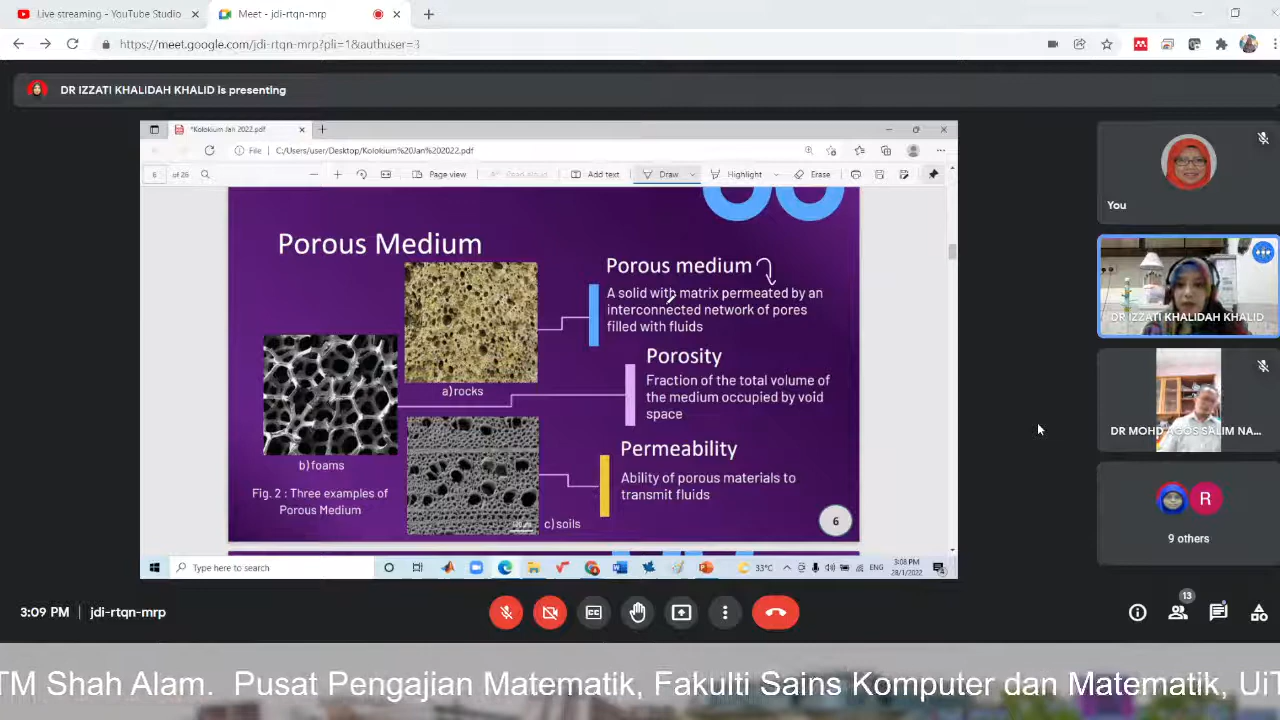 Live streaming - YouTube Studio
Meet - jdi-rtqn-mrp
https://meet.google.com/jdi-rtqn-mrp?pli=1&authuser=3
DR IZZATI KHALIDAH KHALID is presenting
*Kolokium Jan 2022.pdf
File
C:/Users/user/Desktop/Kolokium%20Jan%202022.pdf
6 of 26
Page view
Read aloud
Add text
Draw
Highlight
Erase
Porous Medium
a)rocks
b)foams
c)soils
Fig. 2 : Three examples of
Porous Medium
Porous medium
A solid with matrix permeated by an
interconnected network of pores
filled with fluids
Porosity
Fraction of the total volume of
the medium occupied by void
space
Permeability
Ability of porous materials to
transmit fluids
6
Type here to search
33°C
ENG
3:08 PM
28/1/2022
You
DR IZZATI KHALIDAH KHALID
DR MOHD AGOS SALIM NA...
R
9 others
3:09 PM
jdi-rtqn-mrp
13
TM Shah Alam. Pusat Pengajian Matematik, Fakulti Sains Komputer dan Matematik, UiT